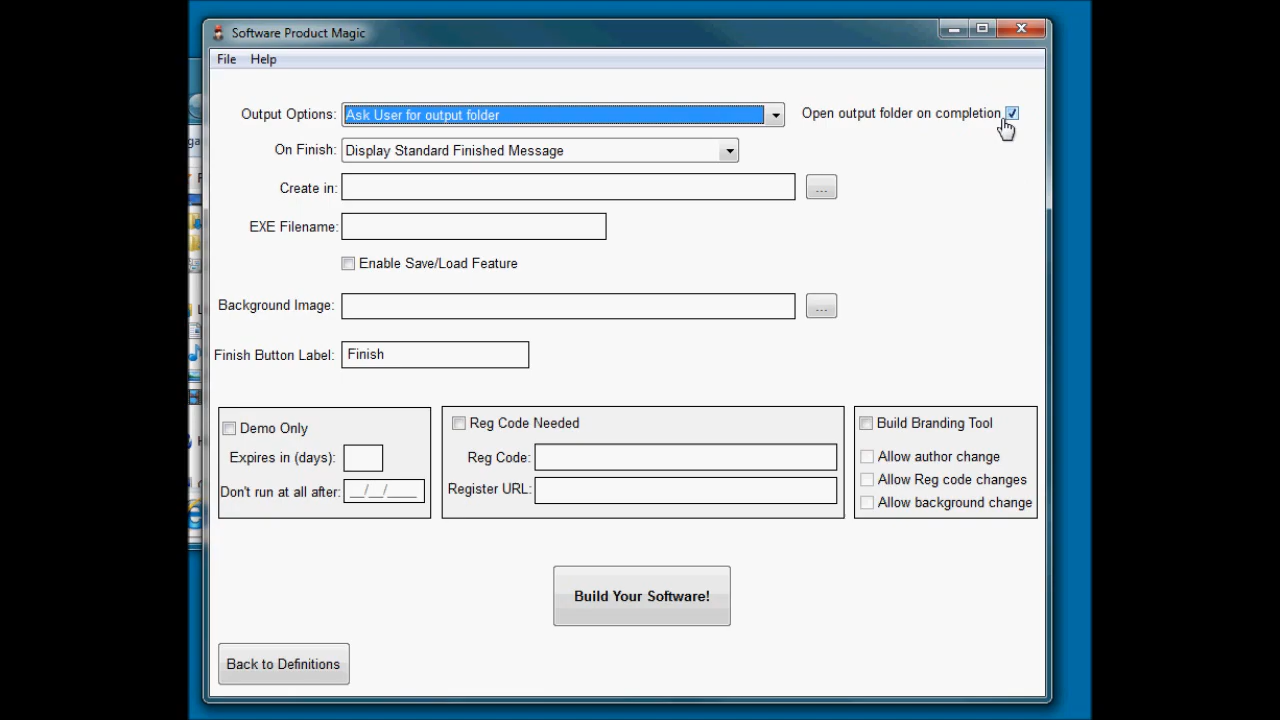 Software Product Magic
File Help
Output Options: Ask User for output folder Open output folder on completion
On Finish: Display Standard Finished Message
Create in: ...
EXE Filename:
Enable Save/Load Feature
Background Image: ...
Finish Button Label: Finish
Demo Only
Expires in (days):
Don't run at all after: __/__/____
Reg Code Needed
Reg Code:
Register URL:
Build Branding Tool
Allow author change
Allow Reg code changes
Allow background change
Build Your Software!
Back to Definitions